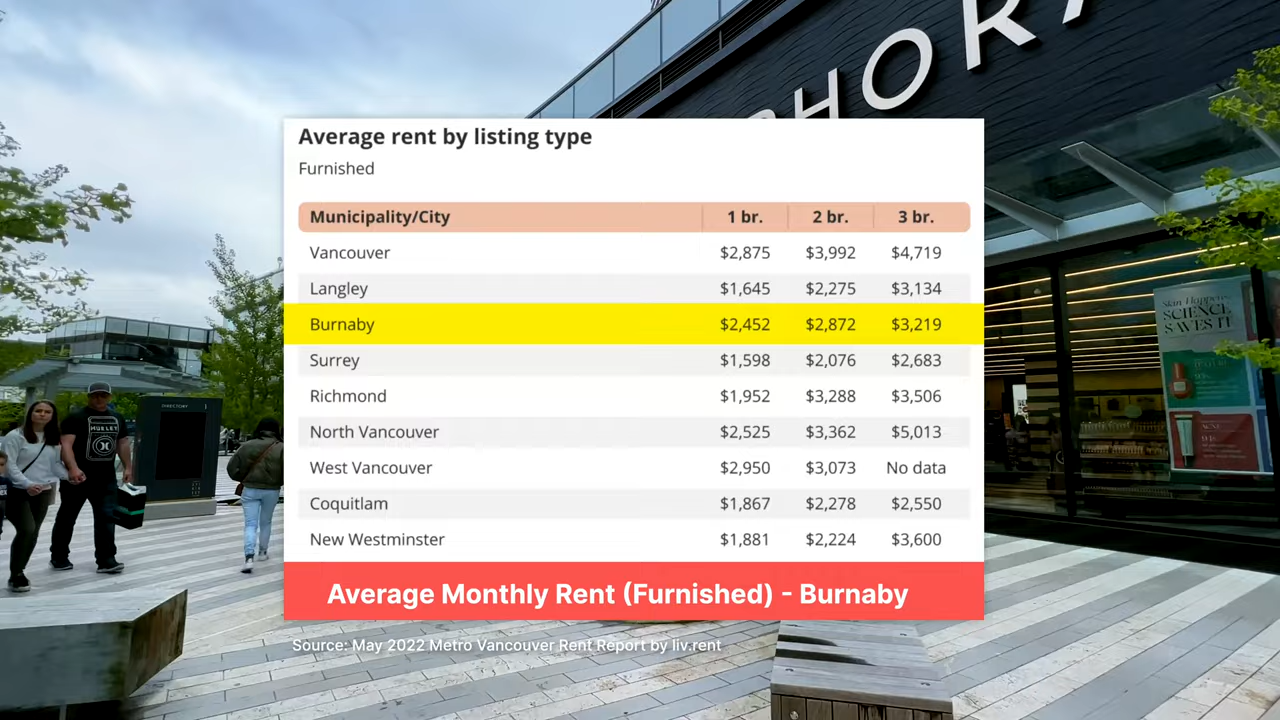 PHORA
Average rent by listing type
Furnished
Municipality/City 1 br. 2 br. 3 br.
Vancouver $2,875 $3,992 $4,719
Langley $1,645 $2,275 $3,134
Burnaby $2,452 $2,872 $3,219
Surrey $1,598 $2,076 $2,683
Richmond $1,952 $3,288 $3,506
North Vancouver $2,525 $3,362 $5,013
West Vancouver $2,950 $3,073 No data
Coquitlam $1,867 $2,278 $2,550
New Westminster $1,881 $2,224 $3,600
Average Monthly Rent (Furnished) - Burnaby
Source: May 2022 Metro Vancouver Rent Report by liv.rent
DIRECTORY
HURLEY
Skin Happens.
SCIENCE
SAVES IT